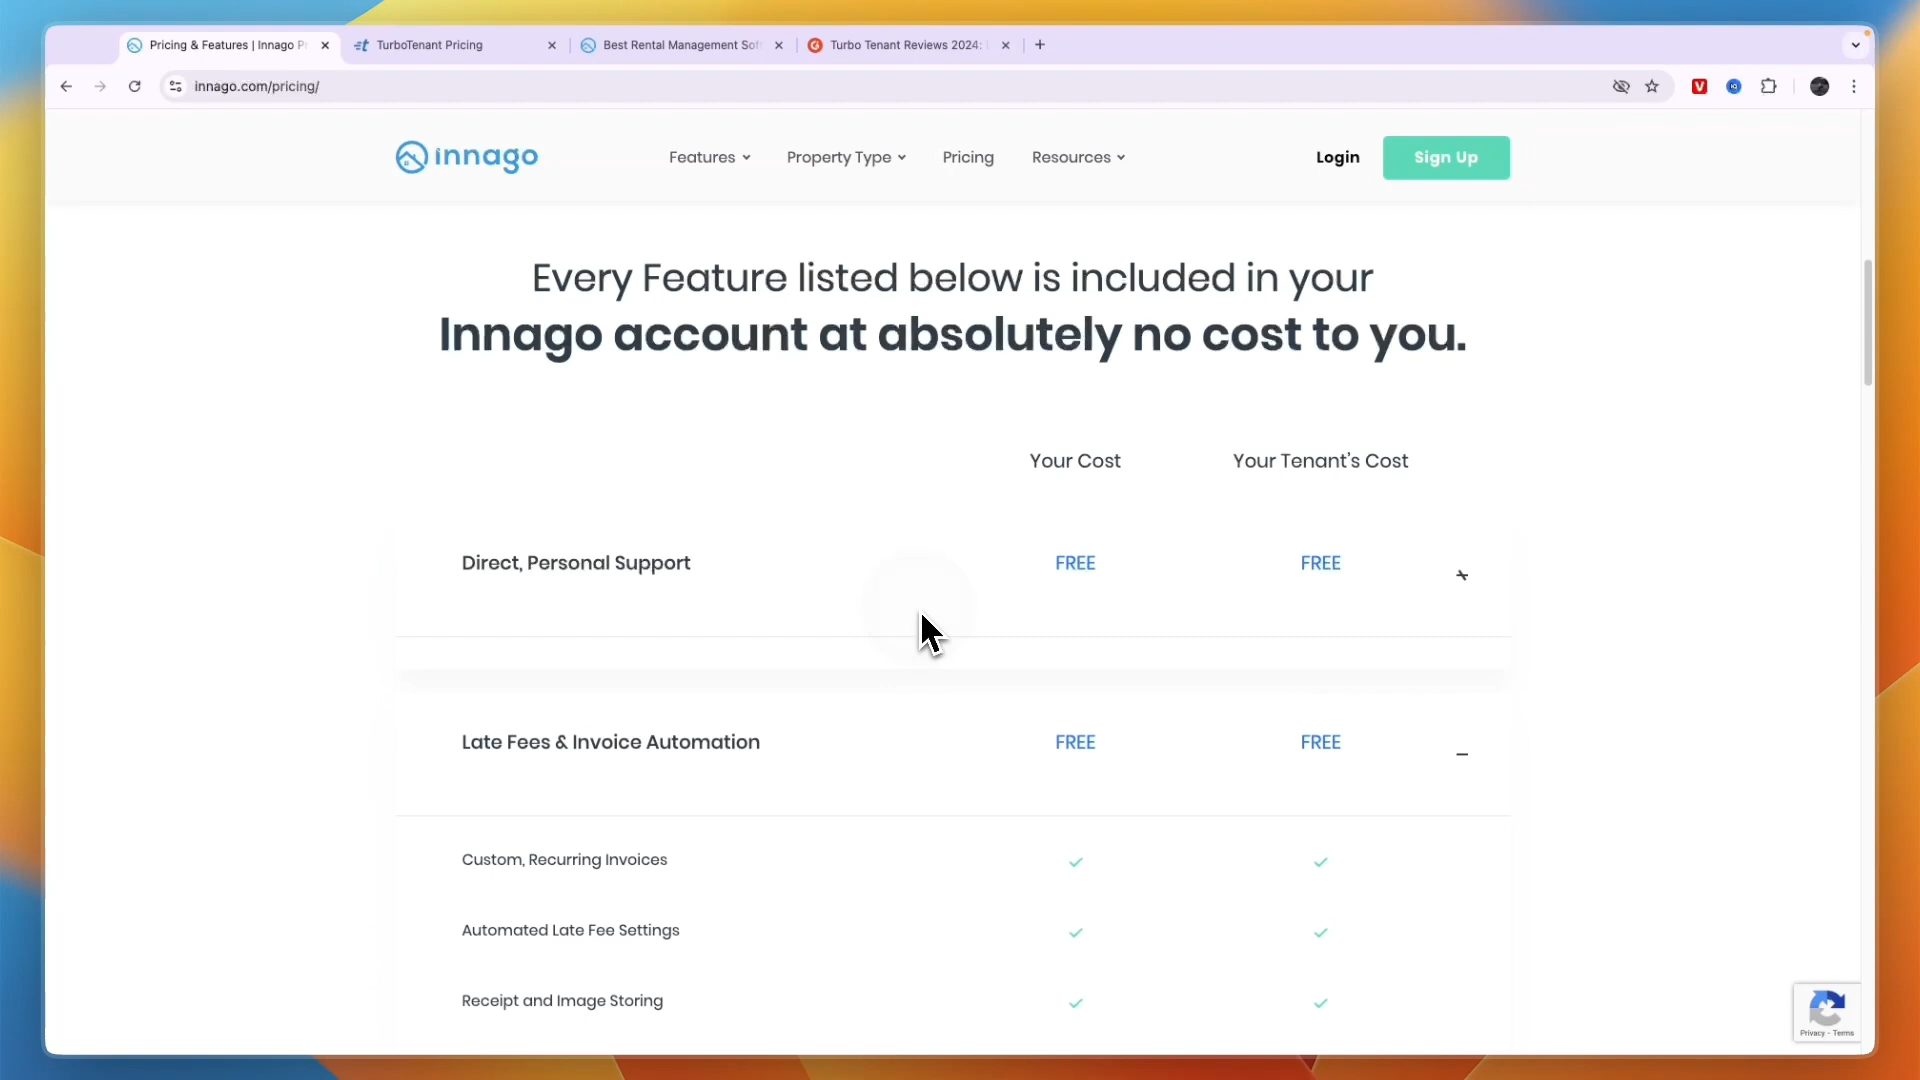 Pricing & Features | Innago P
TurboTenant Pricing
Best Rental Management Sof
Turbo Tenant Reviews 2024:
innago.com/pricing/
innago
Features
Property Type
Pricing
Resources
Login
Sign Up
Every Feature listed below is included in your
Innago account at absolutely no cost to you.
Your Cost
Your Tenant's Cost
Direct, Personal Support
FREE
FREE
Late Fees & Invoice Automation
FREE
FREE
Custom, Recurring Invoices
Automated Late Fee Settings
Receipt and Image Storing
Privacy - Terms